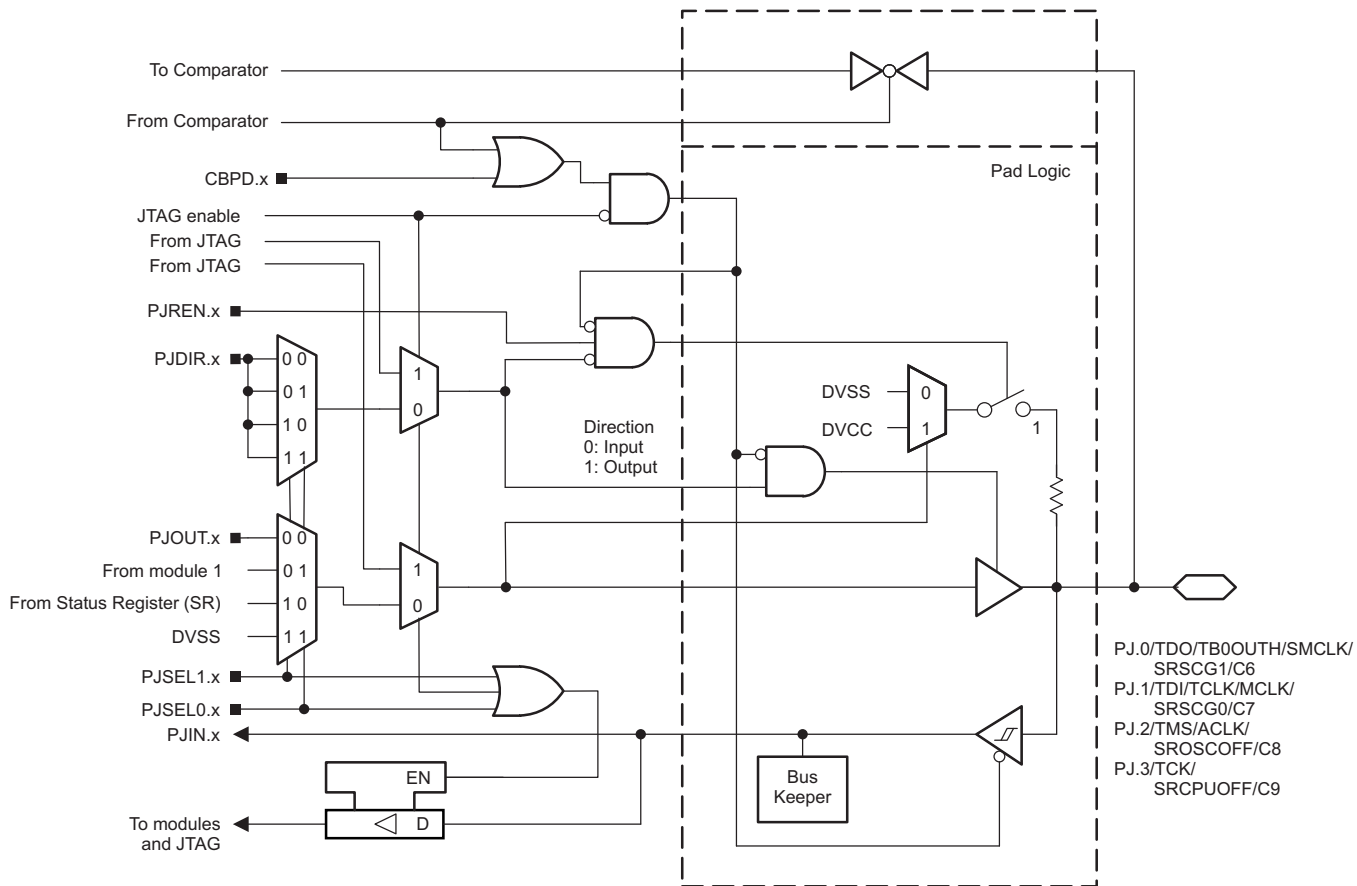 To Comparator
From Comparator
Pad Logic
CBPD.x
JTAG enable
From JTAG
From JTAG
PJREN.x
PJDIR.x
0 0
0 1
1 0
1 1
1
0
DVSS
0
DVCC
1
1
Direction
0: Input
1: Output
PJOUT.x
0 0
From module 1
0 1
From Status Register (SR)
1 0
DVSS
1 1
1
0
PJSEL1.x
PJSEL0.x
PJIN.x
PJ.0/TDO/TB0OUTH/SMCLK/
SRSCG1/C6
PJ.1/TDI/TCLK/MCLK/
SRSCG0/C7
PJ.2/TMS/ACLK/
SROSCOFF/C8
PJ.3/TCK/
SRCPUOFF/C9
Bus
Keeper
EN
D
To modules
and JTAG